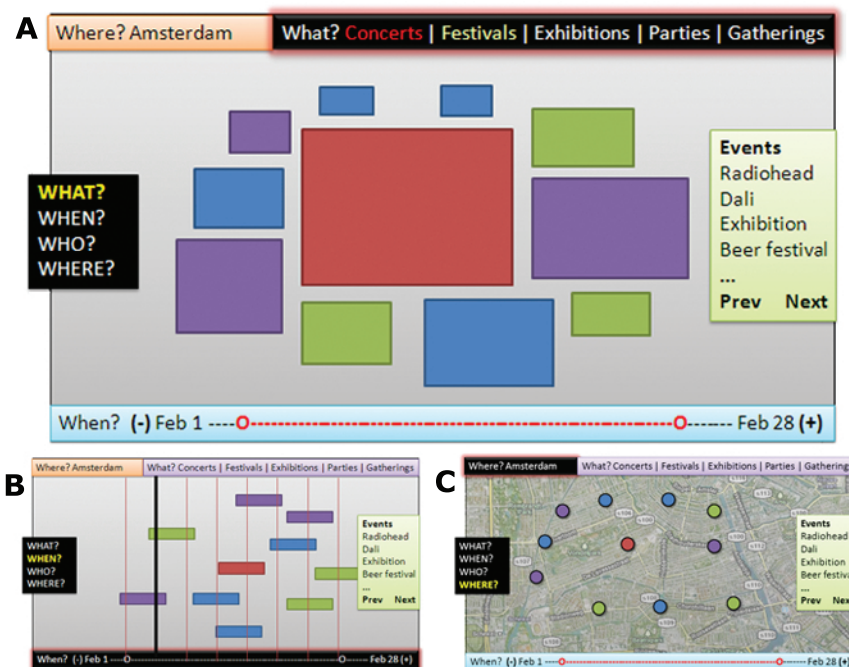 A
Where? Amsterdam
What? Concerts | Festivals | Exhibitions | Parties | Gatherings
WHAT?
WHEN?
WHO?
WHERE?
Events
Radiohead
Dali
Exhibition
Beer festival
...
Prev Next
When? (-) Feb 1 ----O--------------------O------ Feb 28 (+)
B
Where? Amsterdam
What? Concerts | Festivals | Exhibitions | Parties | Gatherings
WHAT?
WHEN?
WHO?
WHERE?
Events
Radiohead
Dali
Exhibition
Beer festival
...
Prev Next
When? (-) Feb 1 ----O--------------------O------ Feb 28 (+)
C
Where? Amsterdam
What? Concerts | Festivals | Exhibitions | Parties | Gathering
WHAT?
WHEN?
WHO?
WHERE?
Events
Radiohead
Dali
Exhibition
Beer festival
...
Prev Next
When? (-) Feb 1 ----O--------------------O------ Feb 28 (+)